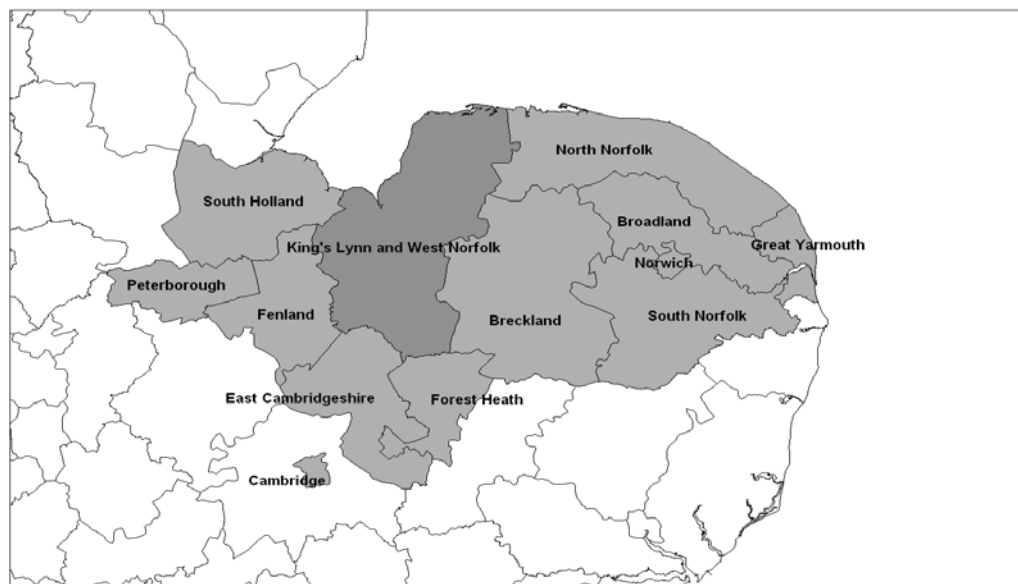 North Norfolk
South Holland
Broadland
King's Lynn and West Norfolk
Great Yarmouth
Norwich
Peterborough
Fenland
Breckland
South Norfolk
East Cambridgeshire
Forest Heath
Cambridge